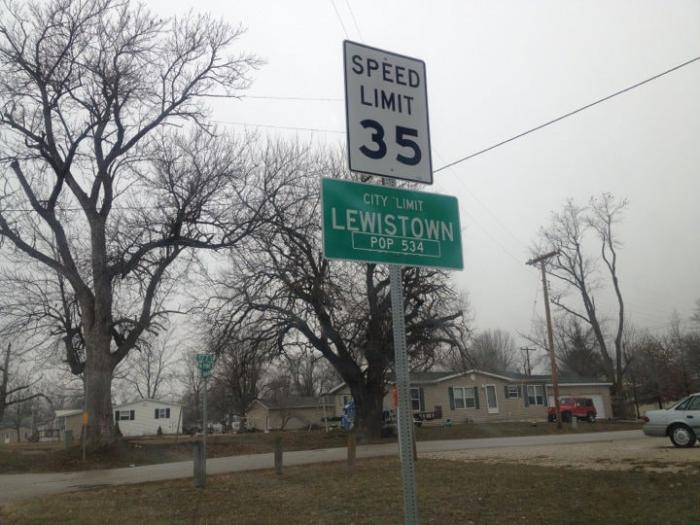 SPEED
LIMIT
35
CITY LIMIT
LEWISTOWN
POP 534